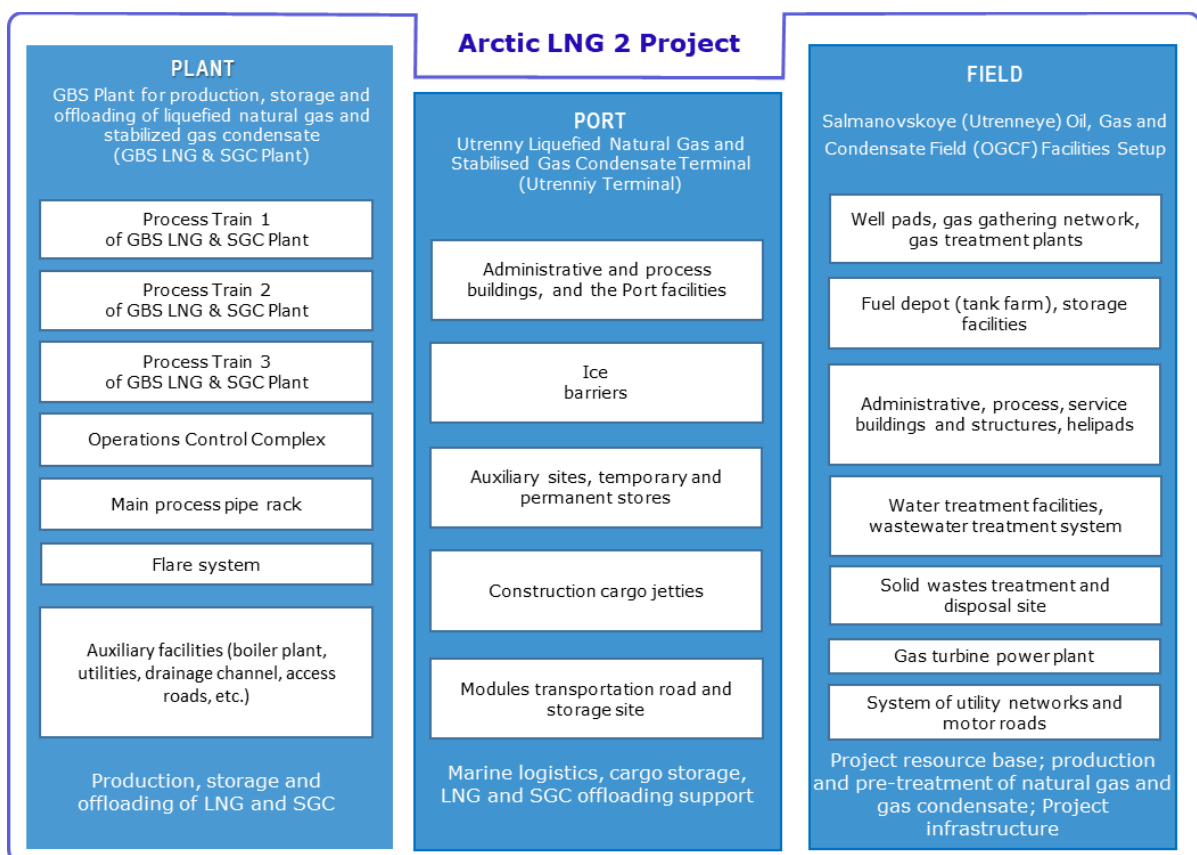 Arctic LNG 2 Project
PLANT
GBS Plant for production, storage and
offloating of liquefied natural gas and
stabilized gas condensate
(GBS LNG & SGC Plant)
Process Train 1
of GBS LNG & SGC Plant
Process Train 2
of GBS LNG & SGC Plant
Process Train 3
of GBS LNG & SGC Plant
Operations Control Complex
Main process pipe rack
Flare system
Auxiliary facilities (boiler plant,
utilities, drainage channel, access
roads, etc.)
Production, storage and
offloating of LNG and SGC
PORT
Utrenny Liquefied Natural Gas and
Stabilised Gas Condensate Terminal
(Utrenniy Terminal)
Administrative and process
buildings, and the Port facilities
Ice
barriers
Auxiliary sites, temporary and
permanent stores
Construction cargo jetties
Modules transportation road and
storage site
Marine logistics, cargo storage,
LNG and SGC offloading support
FIELD
Salmanovskoye (Utrenneye) Oil, Gas and
Condensate Field (OGCF) Facilities Setup
Well pads, gas gathering network,
gas treatment plants
Fuel depot (tank farm), storage
facilities
Administrative, process, service
buildings and structures, helipads
Water treatment facilities,
wastewater treatment system
Solid wastes treatment and
disposal site
Gas turbine power plant
System of utility networks and
motor roads
Project resource base; production
and pre-treatment of natural gas and
gas condensate; Project
infrastructure